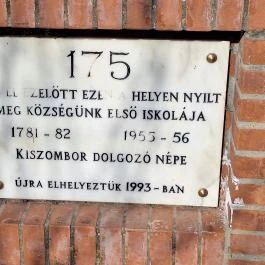 175
ÉVEL EZELŐTT EZEN A HELYEN NYILT
MEG KÖZSÉGÜNK ELSŐ ISKOLÁJA
1781 - 82 1955 - 56
KISZOMBOR DOLGOZÓ NÉPE
ÚJRA ELHELYEZTÜK 1993 - BAN